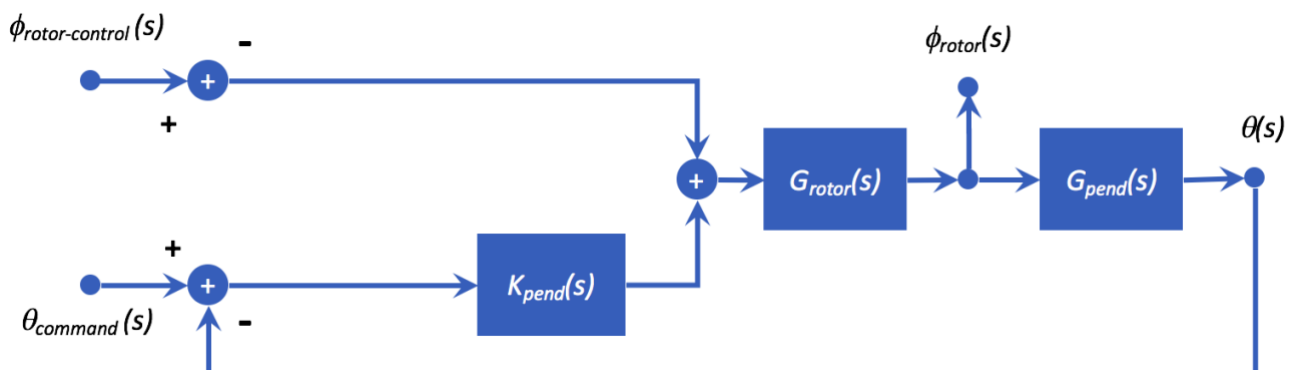 ϕrotor-control(s)
-
ϕrotor(s)
+
+
θ(s)
+
Grotor(s)
Gpend(s)
+
+
Kpend(s)
θcommand(s)
-